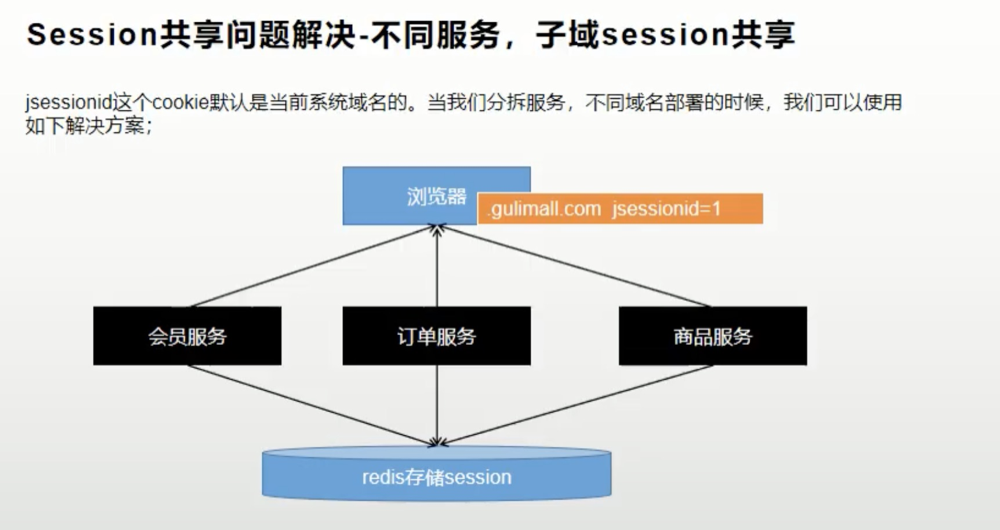 Session共享问题解决-不同服务，子域session共享
jsessionid这个cookie默认是当前系统域名的。当我们分拆服务，不同域名部署的时候，我们可以使用
如下解决方案；
浏览器
.gulimall.com jsessionid=1
会员服务
订单服务
商品服务
redis存储session